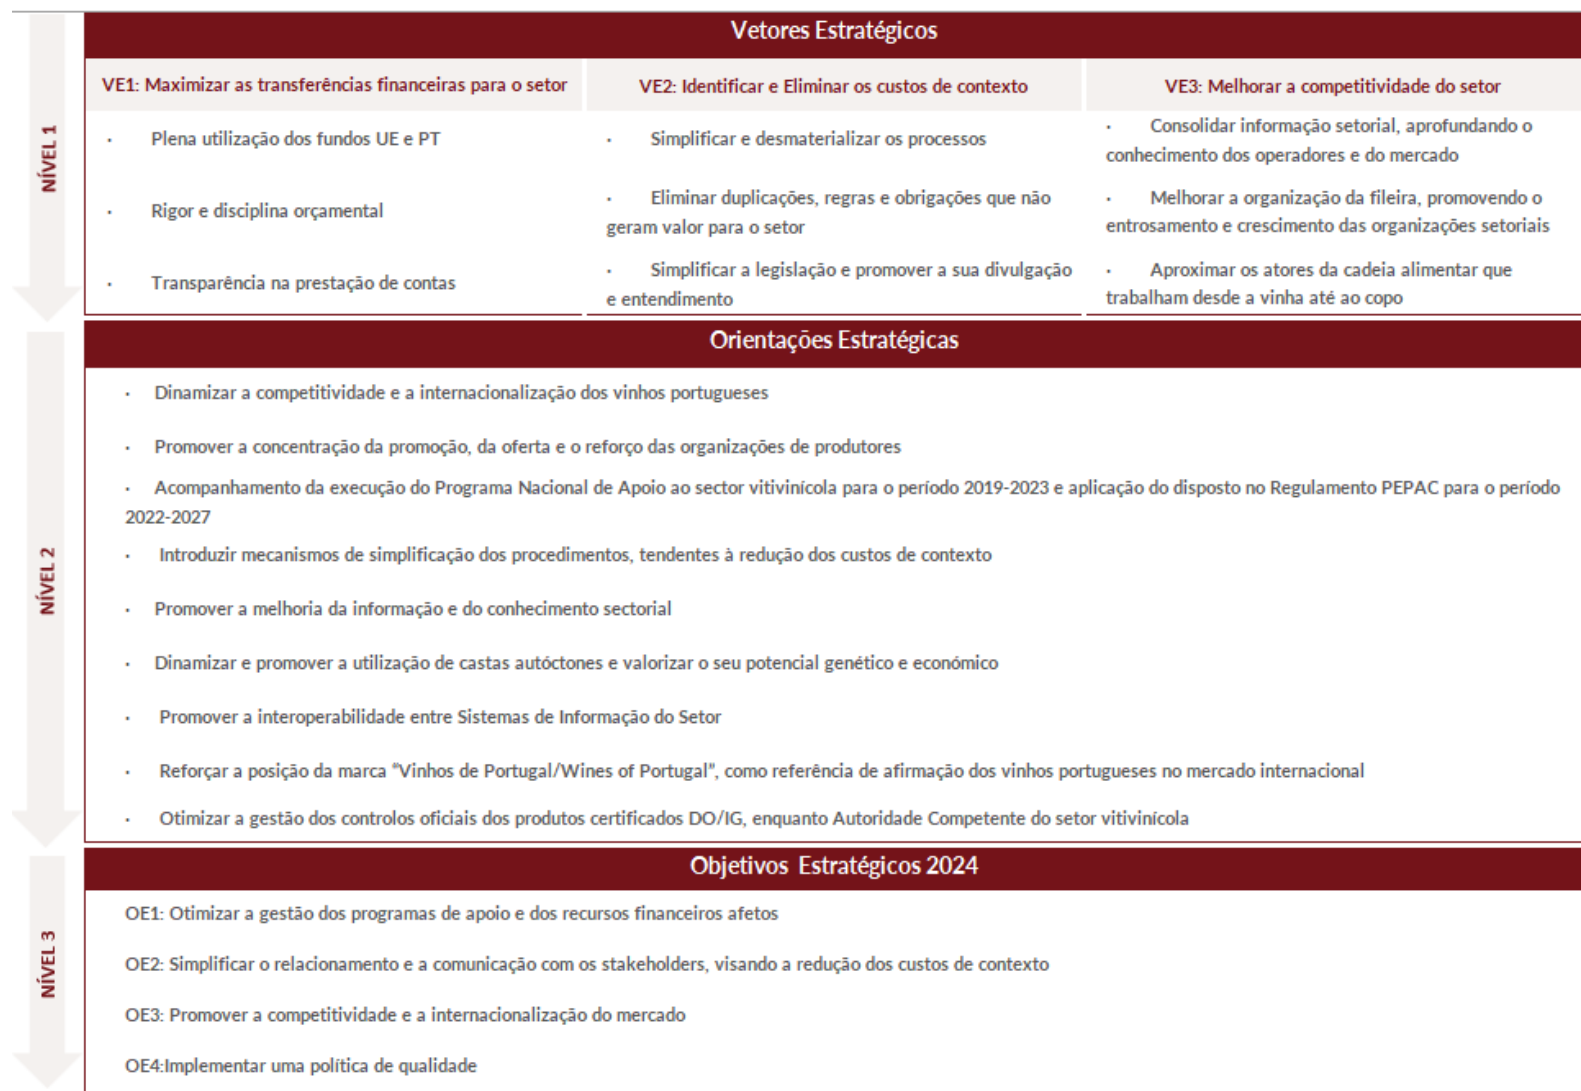 Vetores Estratégicos
NÍVEL 1
VE1: Maximizar as transferências financeiras para o setor
· Plena utilização dos fundos UE e PT
· Rigor e disciplina orçamental
· Transparência na prestação de contas
VE2: Identificar e Eliminar os custos de contexto
· Simplificar e desmaterializar os processos
· Eliminar duplicações, regras e obrigações que não
geram valor para o setor
· Simplificar a legislação e promover a sua divulgação
e entendimento
VE3: Melhorar a competitividade do setor
· Consolidar informação setorial, aprofundando o
conhecimento dos operadores e do mercado
· Melhorar a organização da fileira, promovendo o
entrosamento e crescimento das organizações setoriais
· Aproximar os atores da cadeia alimentar que
trabalham desde a vinha até ao copo
Orientações Estratégicas
NÍVEL 2
· Dinamizar a competitividade e a internacionalização dos vinhos portugueses
· Promover a concentração da promoção, da oferta e o reforço das organizações de produtores
· Acompanhamento da execução do Programa Nacional de Apoio ao sector vitivinícola para o período 2019-2023 e aplicação do disposto no Regulamento PEPAC para o período
2022-2027
· Introduzir mecanismos de simplificação dos procedimentos, tendentes à redução dos custos de contexto
· Promover a melhoria da informação e do conhecimento sectorial
· Dinamizar e promover a utilização de castas autóctones e valorizar o seu potencial genético e económico
· Promover a interoperabilidade entre Sistemas de Informação do Setor
· Reforçar a posição da marca "Vinhos de Portugal/Wines of Portugal", como referência de afirmação dos vinhos portugueses no mercado internacional
· Otimizar a gestão dos controlos oficiais dos produtos certificados DO/IG, enquanto Autoridade Competente do setor vitivinícola
Objetivos Estratégicos 2024
NÍVEL 3
OE1: Otimizar a gestão dos programas de apoio e dos recursos financeiros afetos
OE2: Simplificar o relacionamento e a comunicação com os stakeholders, visando a redução dos custos de contexto
OE3: Promover a competitividade e a internacionalização do mercado
OE4:Implementar uma política de qualidade